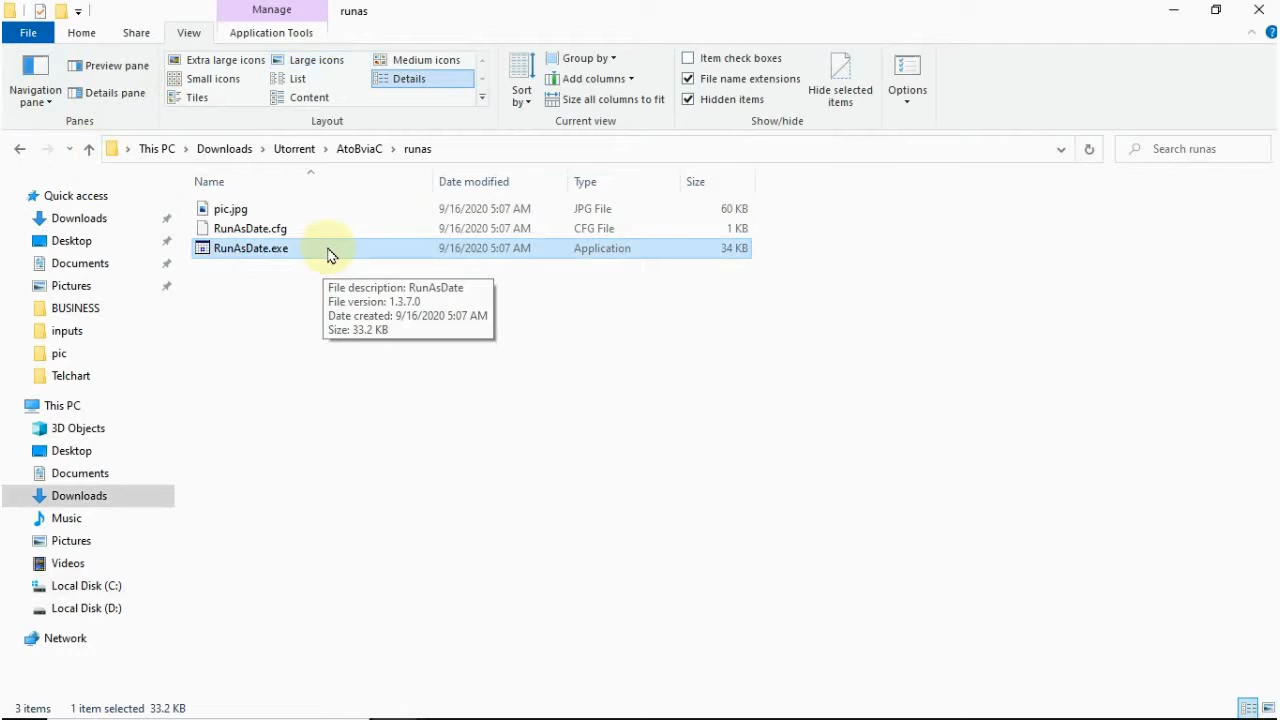 Manage
runas
File
Home
Share
View
Application Tools
Navigation
pane
Preview pane
Details pane
Panes
Extra large icons
Large icons
Medium icons
Small icons
List
Details
Tiles
Content
Layout
Sort
by
Group by
Add columns
Size all columns to fit
Current view
Item check boxes
File name extensions
Hidden items
Hide selected
items
Show/hide
Options
This PC
Downloads
Utorrent
AtoBviaC
runas
Search runas
Name
Date modified
Type
Size
pic.jpg 9/16/2020 5:07 AM JPG File 60 KB
RunAsDate.cfg 9/16/2020 5:07 AM CFG File 1 KB
RunAsDate.exe 9/16/2020 5:07 AM Application 34 KB
File description: RunAsDate
File version: 1.3.7.0
Date created: 9/16/2020 5:07 AM
Size: 33.2 KB
Quick access
Downloads
Desktop
Documents
Pictures
BUSINESS
inputs
pic
Telchart
This PC
3D Objects
Desktop
Documents
Downloads
Music
Pictures
Videos
Local Disk (C:)
Local Disk (D:)
Network
3 items 1 item selected 33.2 KB